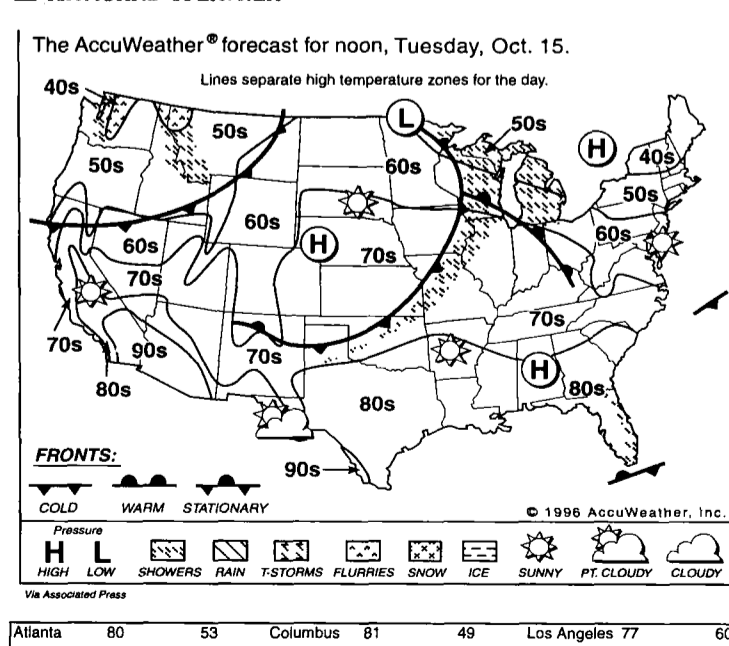 The AccuWeather® forecast for noon, Tuesday, Oct. 15.
Lines separate high temperature zones for the day.
40s
50s
50s
L
50s
H
60s
40s
50s
60s
50s
60s
H
70s
60s
70s
70s
90s
80s
70s
70s
H
80s
80s
90s
FRONTS:
COLD WARM STATIONARY
© 1996 AccuWeather, Inc.
Pressure
H L
HIGH LOW SHOWERS RAIN T-STORMS FLURRIES SNOW ICE SUNNY PT. CLOUDY CLOUDY
Via Associated Press
Atlanta 80 53 Columbus 81 49 Los Angeles 77 60